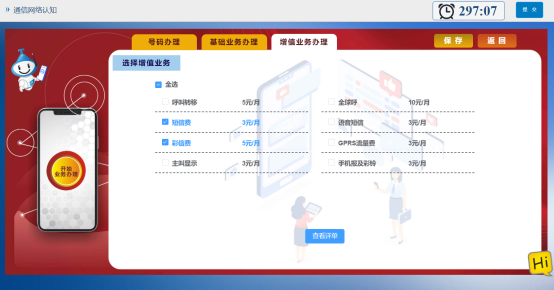 通信网络认知
297:07
提 交
号码办理
基础业务办理
增值业务办理
保 存
返 回
选择增值业务
全选
呼叫转移 5元/月
全球呼 10元/月
短信费 3元/月
语音短信 3元/月
彩信费 5元/月
GPRS流量费 3元/月
主叫显示 3元/月
手机报及彩铃 3元/月
开始
业务办理
查看详单
Hi